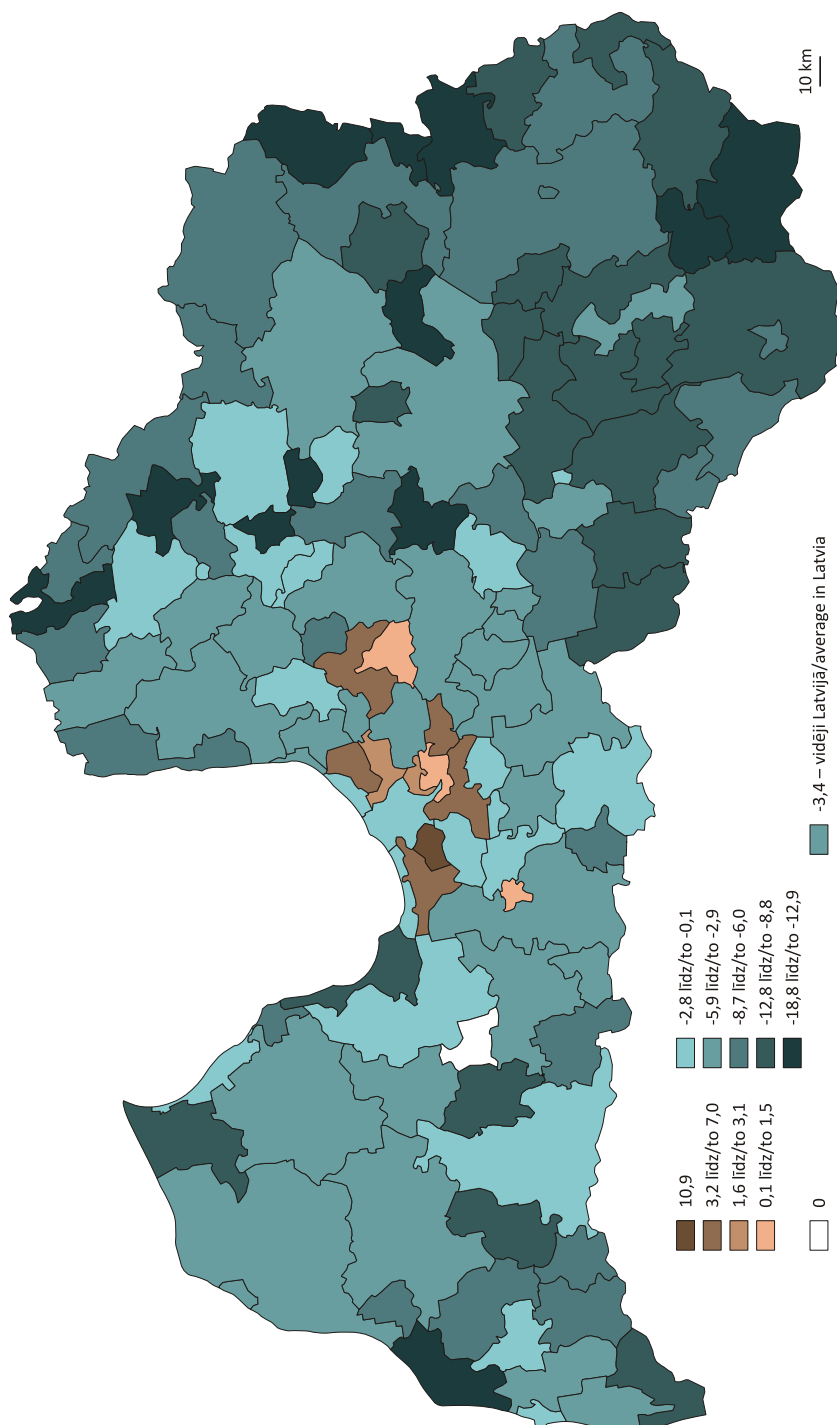 10 km
10,9
3,2 līdz/to 7,0
1,6 līdz/to 3,1
0,1 līdz/to 1,5
0
-2,8 līdz/to -0,1
-5,9 līdz/to -2,9
-8,7 līdz/to -6,0
-12,8 līdz/to -8,8
-18,8 līdz/to -12,9
-3,4 – vidēji Latvijā/average in Latvia